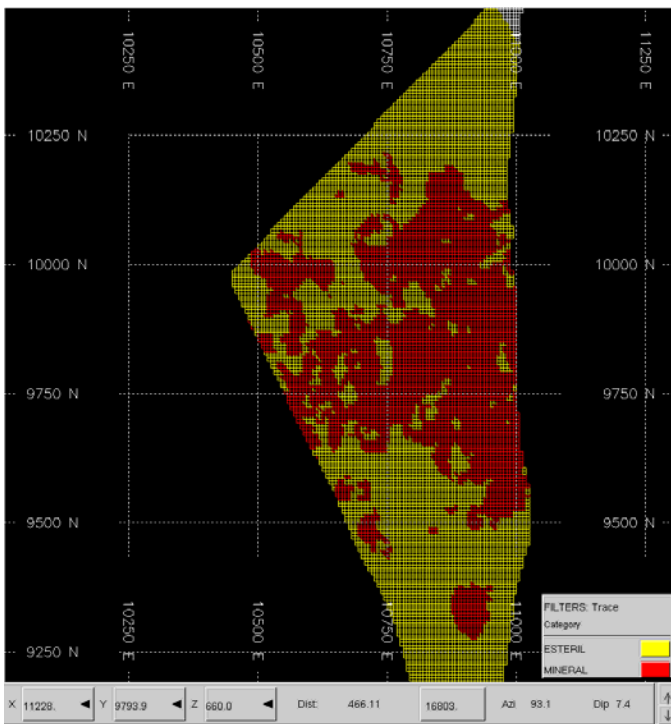 10250 E
10500 E
10750 E
11000 E
11250 E
10250 N
10250 N
10000 N
10000 N
9750 N
9750 N
9500 N
9500 N
9250 N
10250 E
10500 E
10750 E
11000 E
FILTERS: Trace
Category
ESTERIL
MINERAL
X 11228. Y 9793.9 Z 660.0 Dist: 466.11 16803. Azi 93.1 Dip 7.4